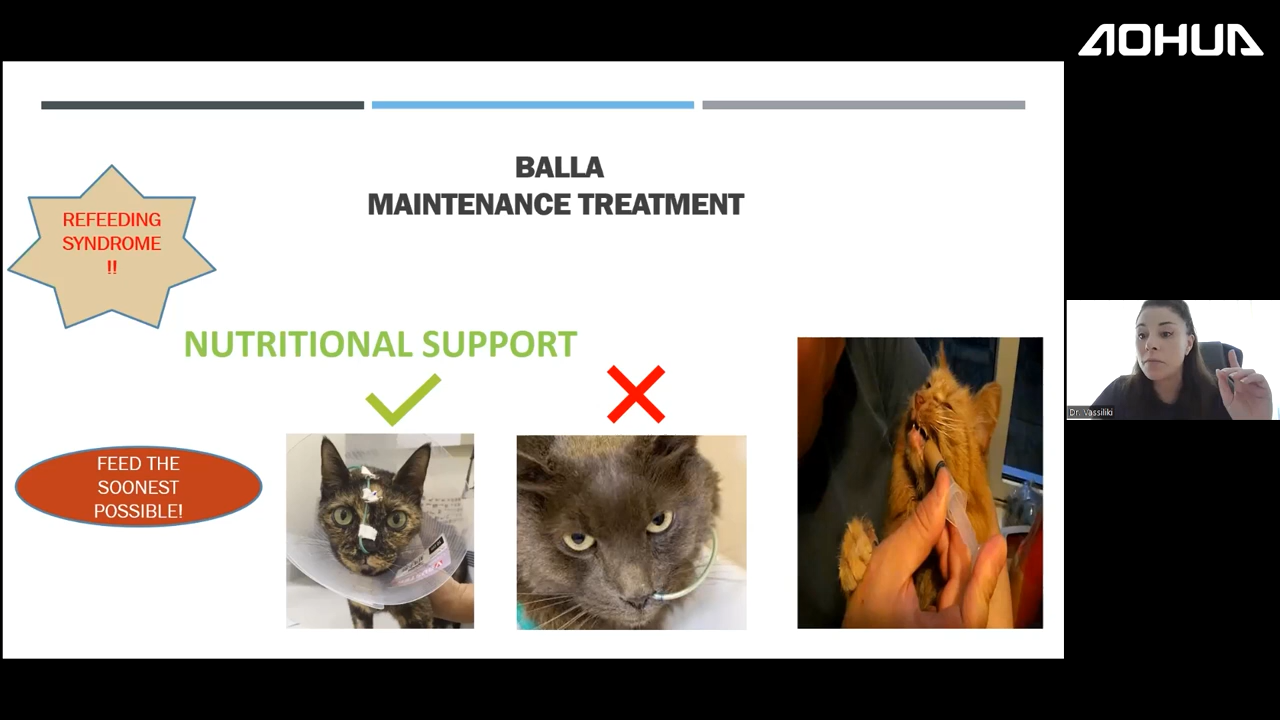 AOHUA
BALLA
MAINTENANCE TREATMENT
REFEEDING
SYNDROME
!!
NUTRITIONAL SUPPORT
FEED THE
SOONEST
POSSIBLE!
Dr. Vassiliki